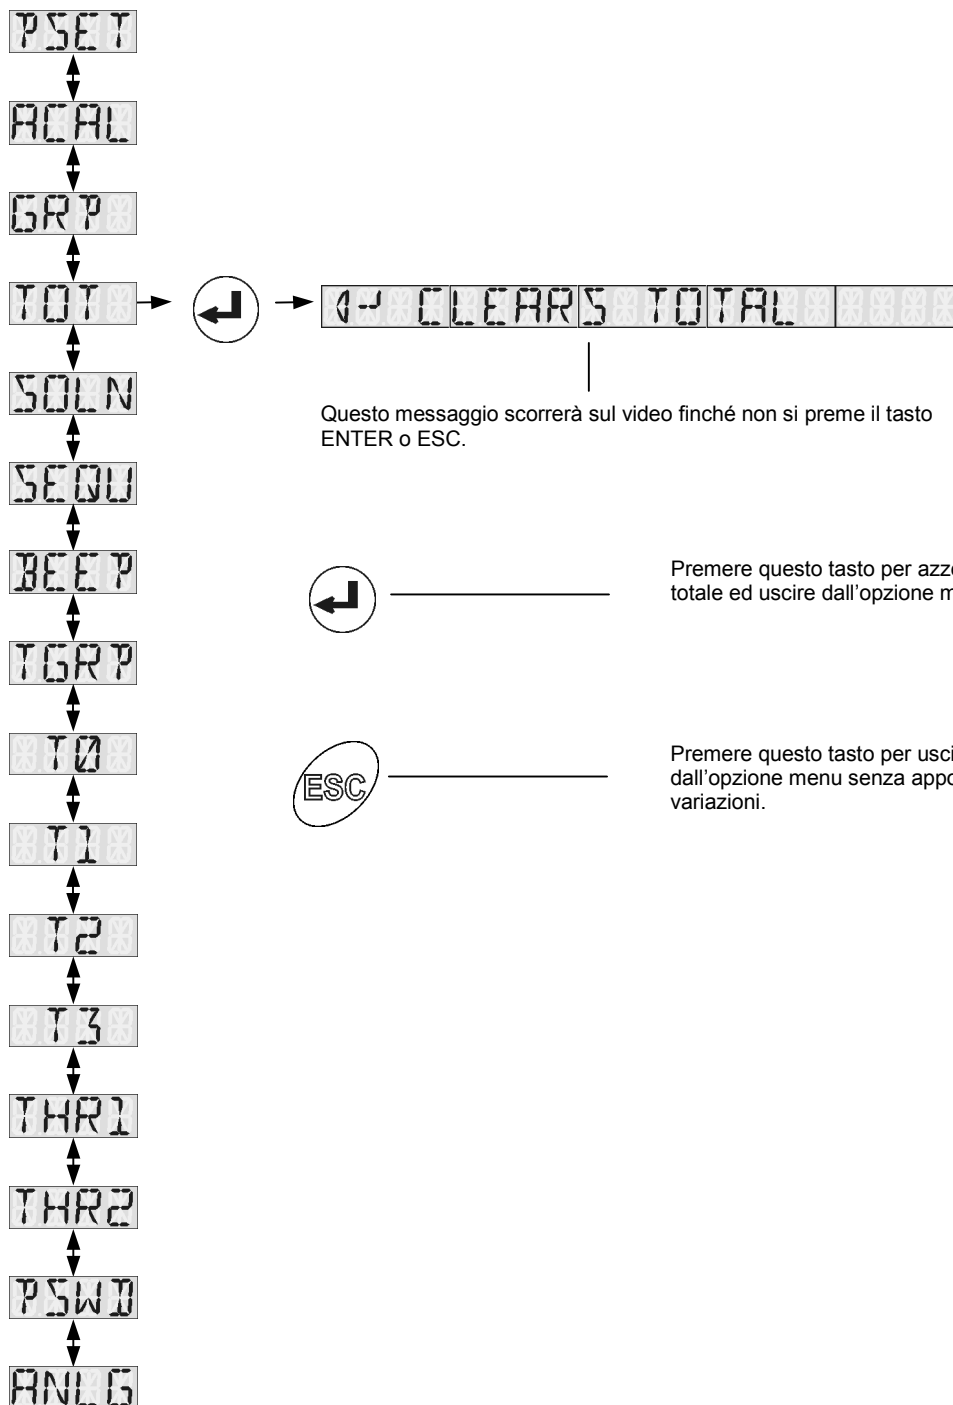 PSET
ACAL
GRP
TOT
CLEARS TOTAL
Questo messaggio scorrerà sul video finché non si preme il tasto
ENTER o ESC.
SOLN
SEQU
BEEP
Premere questo tasto per
totale ed uscire dall'opzione
TGRP
T0
ESC
Premere questo tasto per
dall'opzione menu senza
variazioni.
T1
T2
T3
THR1
THR2
PSWD
ANLG